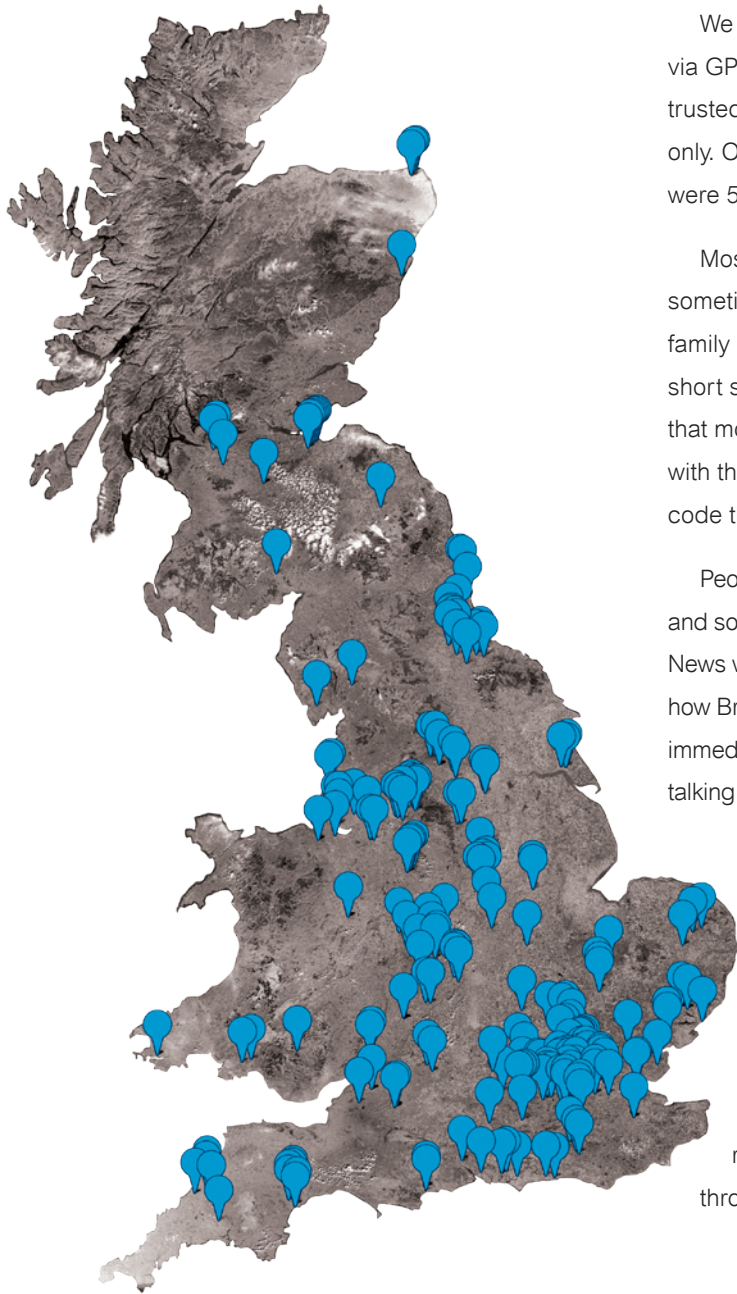 We
via GP
trusted
only. O
were 5
Mos
someti
family
short s
that mo
with th
code t
Peo
and so
News v
how Br
immed
talking
r
thro